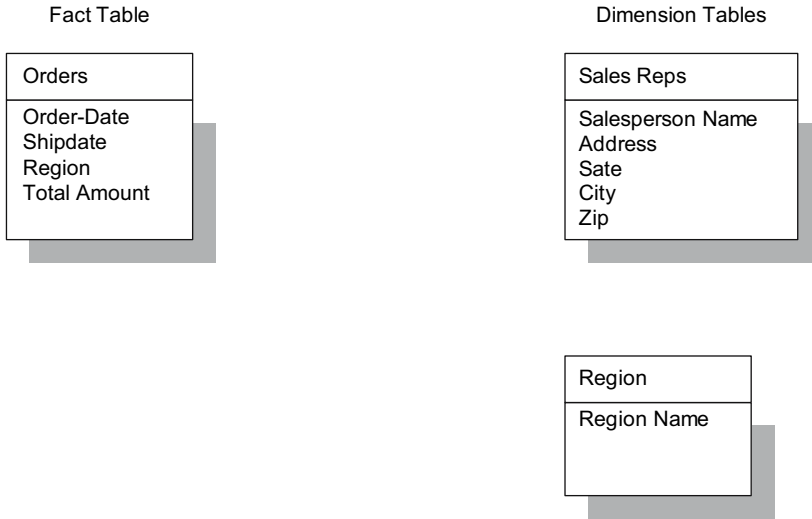 Fact Table
Dimension Tables
Orders
Order-Date
Shipdate
Region
Total Amount
Sales Reps
Salesperson Name
Address
Sate
City
Zip
Region
Region Name